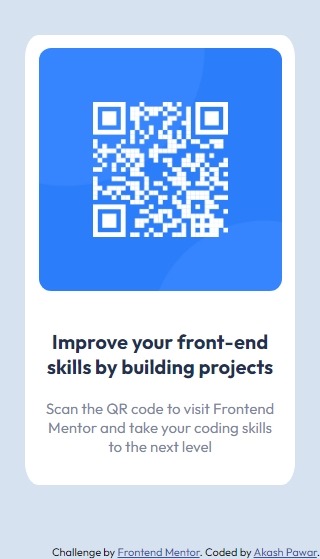 Improve your front-end
skills by building projects
Scan the QR code to visit Frontend
Mentor and take your coding skills
to the next level
Challenge by Frontend Mentor. Coded by Akash Pawar.